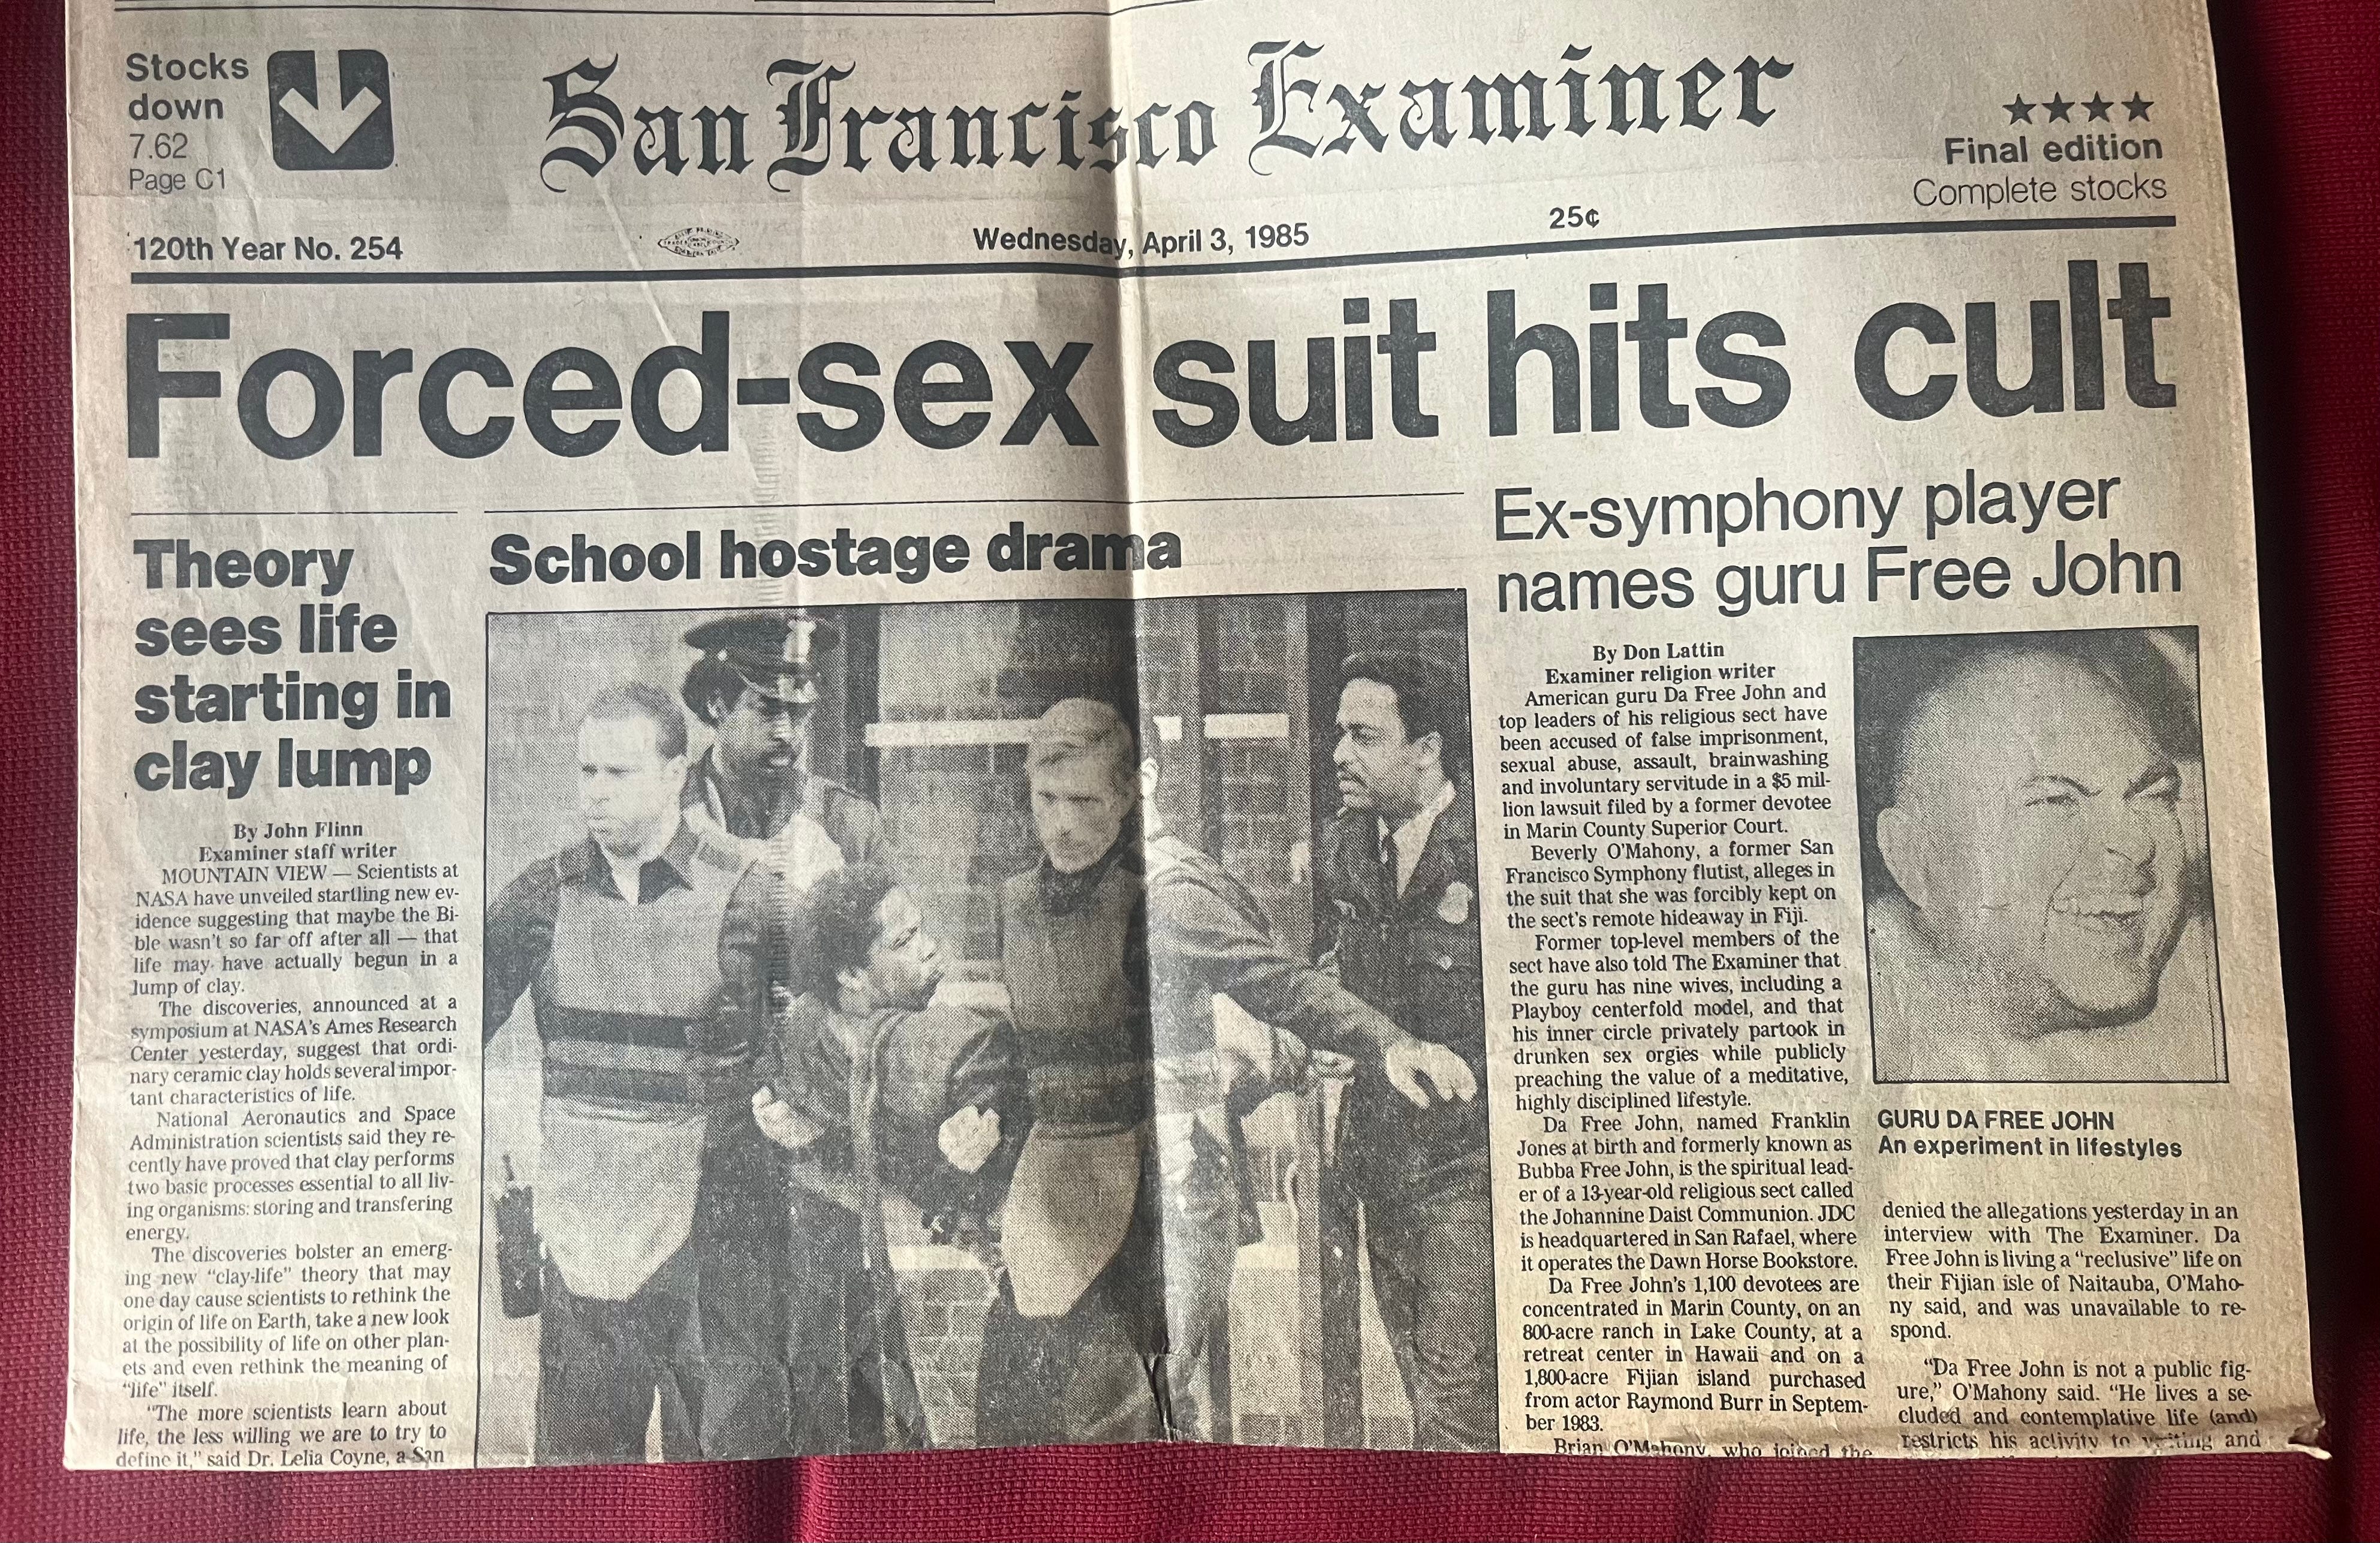 Stocks
down
7.62
Page C1
San Francisco Examiner
★★★★
Final edition
Complete stocks
120th Year No. 254
Wednesday, April 3, 1985
25¢
Forced-sex suit hits cult
Theory
sees life
starting in
clay lump
By John Flinn
Examiner staff writer
MOUNTAIN VIEW — Scientists at
NASA have unveiled startling new ev-
idence suggesting that maybe the Bi-
ble wasn't so far off after all — that
life may have actually begun in a
lump of clay.
The discoveries, announced at a
symposium at NASA's Ames Research
Center yesterday, suggest that ordi-
nary ceramic clay holds several impor-
tant characteristics of life.
National Aeronautics and Space
Administration scientists said they re-
cently have proved that clay performs
two basic processes essential to all liv-
ing organisms: storing and transfering
energy.
The discoveries bolster an emerg-
ing new "clay-life" theory that may
one day cause scientists to rethink the
origin of life on Earth, take a new look
at the possibility of life on other plan-
ets and even rethink the meaning of
"life" itself.
"The more scientists learn about
life, the less willing we are to try to
define it," said Dr. Lelia Coyne, a San
School hostage drama
Ex-symphony player
names guru Free John
By Don Lattin
Examiner religion writer
American guru Da Free John and
top leaders of his religious sect have
been accused of false imprisonment,
sexual abuse, assault, brainwashing
and involuntary servitude in a $5 mil-
lion lawsuit filed by a former devotee
in Marin County Superior Court.
Beverly O'Mahony, a former San
Francisco Symphony flutist, alleges in
the suit that she was forcibly kept on
the sect's remote hideaway in Fiji.
Former top-level members of the
sect have also told The Examiner that
the guru has nine wives, including a
Playboy centerfold model, and that
his inner circle privately partook in
drunken sex orgies while publicly
preaching the value of a meditative,
highly disciplined lifestyle.
Da Free John, named Franklin
Jones at birth and formerly known as
Bubba Free John, is the spiritual lead-
er of a 13-year-old religious sect called
the Johannine Daist Communion. JDC
is headquartered in San Rafael, where
it operates the Dawn Horse Bookstore.
Da Free John's 1,100 devotees are
concentrated in Marin County, on an
800-acre ranch in Lake County, at a
retreat center in Hawaii and on a
1,800-acre Fijian island purchased
from actor Raymond Burr in Septem-
ber 1983.
Brian O'Mahony, who joined the
GURU DA FREE JOHN
An experiment in lifestyles
denied the allegations yesterday in an
interview with The Examiner. Da
Free John is living a "reclusive" life on
their Fijian isle of Naitauba, O'Maho-
ny said, and was unavailable to re-
spond.
"Da Free John is not a public fig-
ure," O'Mahony said. "He lives a se-
cluded and contemplative life (and)
restricts his activity to writing and